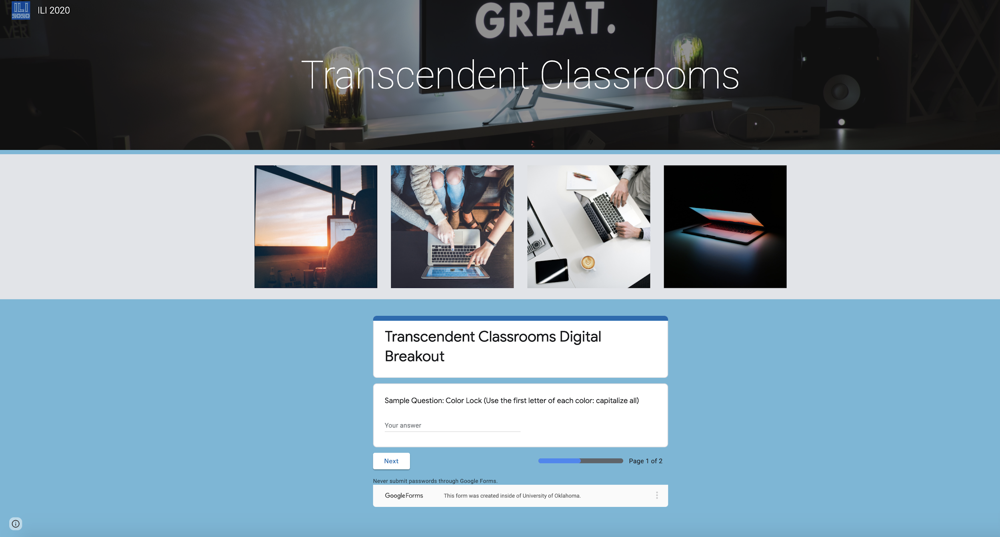 ILI
2020
ILI 2020
VER
GREAT.
Transcendent Classrooms
Transcendent Classrooms Digital
Breakout
Sample Question: Color Lock (Use the first letter of each color: capitalize all)
Your answer
Next
Page 1 of 2
Never submit passwords through Google Forms.
Google Forms
This form was created inside of University of Oklahoma.